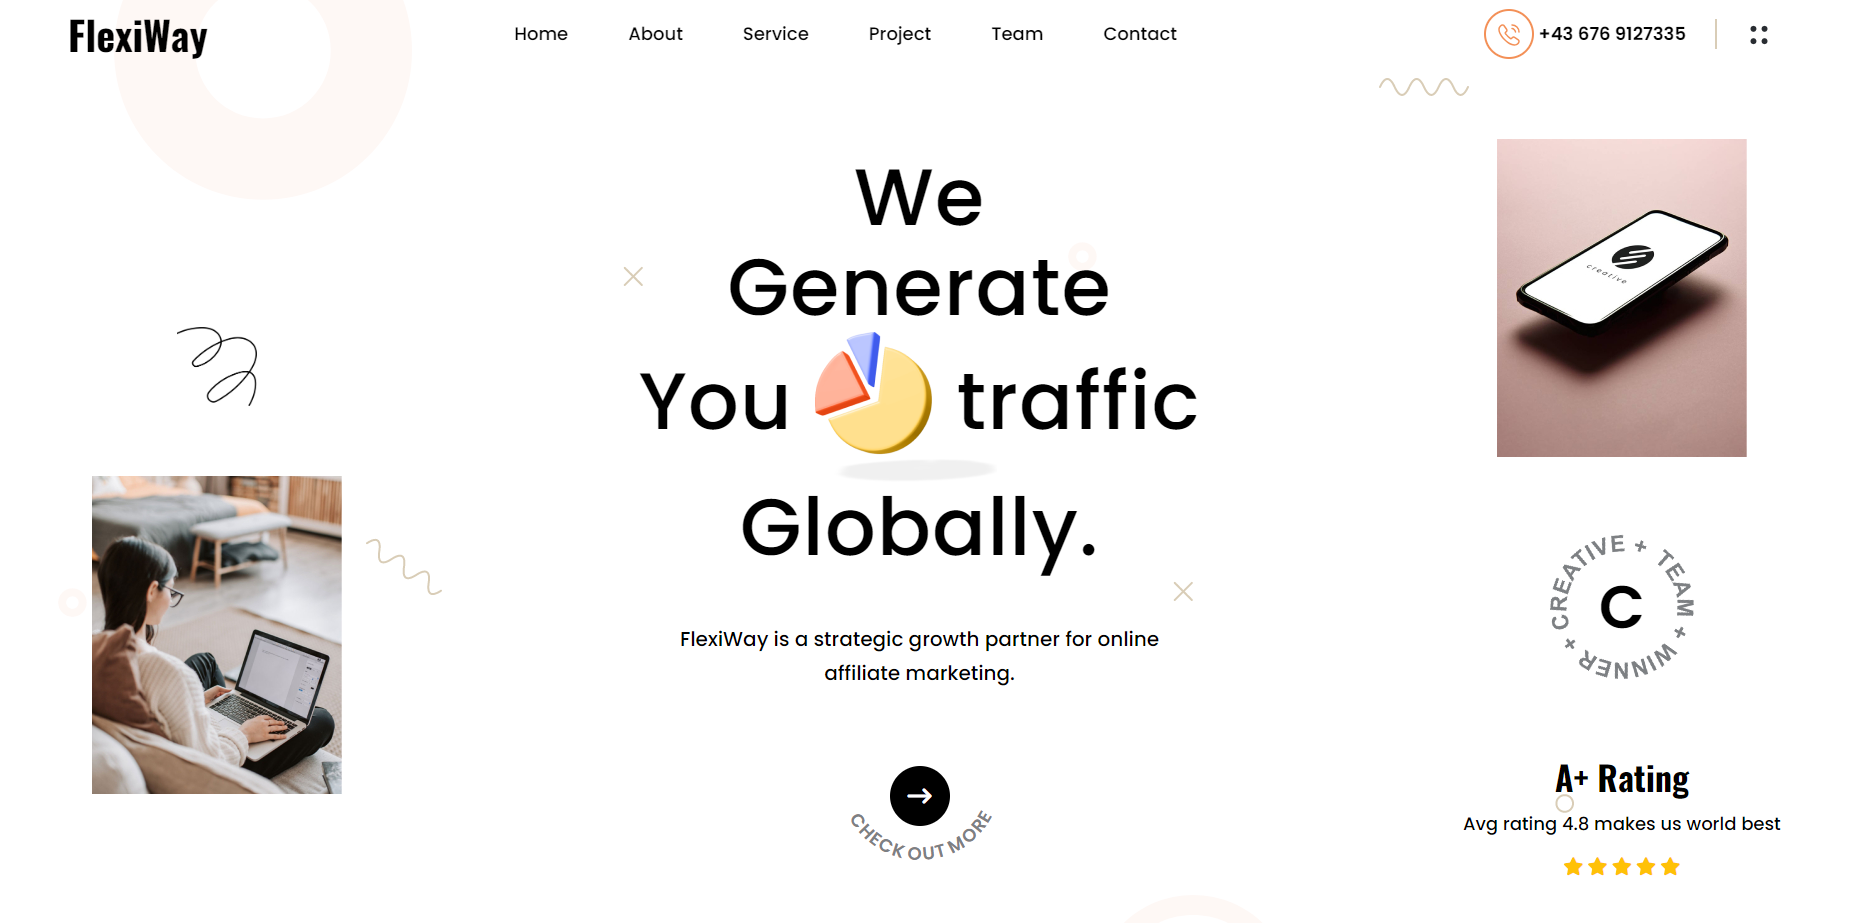 FlexiWay
Home
About
Service
Project
Team
Contact
+43 676 9127335
We
Generate
You traffic
Globally.
FlexiWay is a strategic growth partner for online
affiliate marketing.
CHECK OUT MORE
creative
CREATIVE + TEAM + WINNER +
C
A+ Rating
Avg rating 4.8 makes us world best